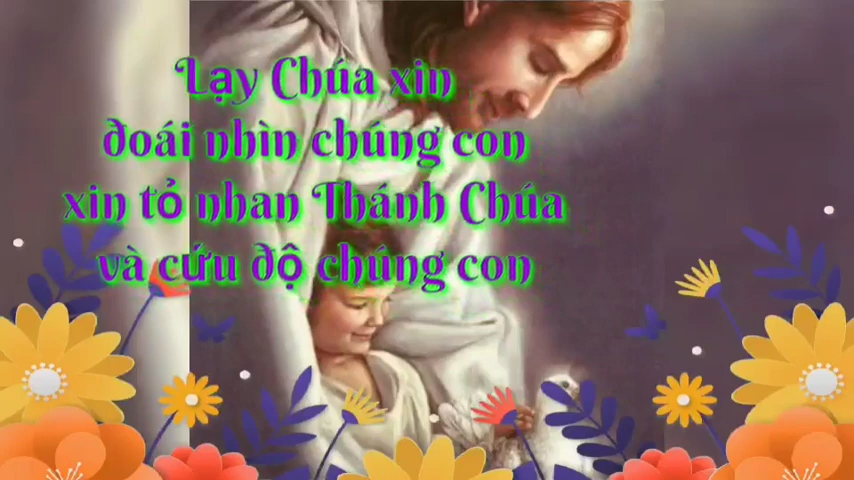 Lạy Chúa xin
đoái nhìn chúng con
xin tỏ nhan Thánh Chúa
và cứu độ chúng con